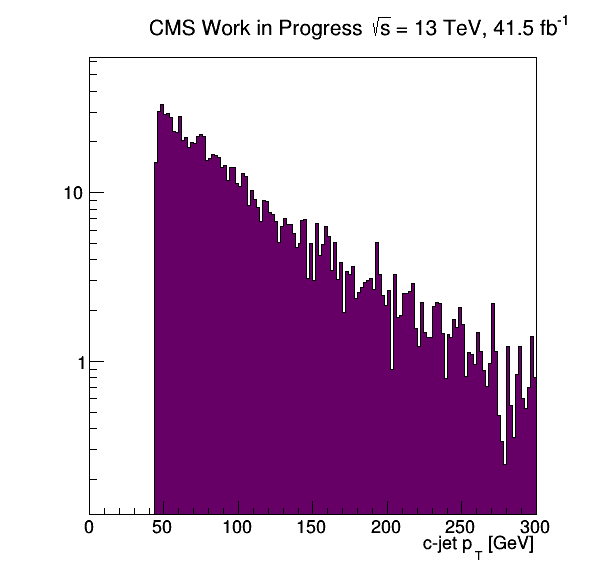 CMS Work in Progress √s = 13 TeV, 41.5 fb⁻¹
10
1
0 50 100 150 200 250 300
c-jet p_T [GeV]